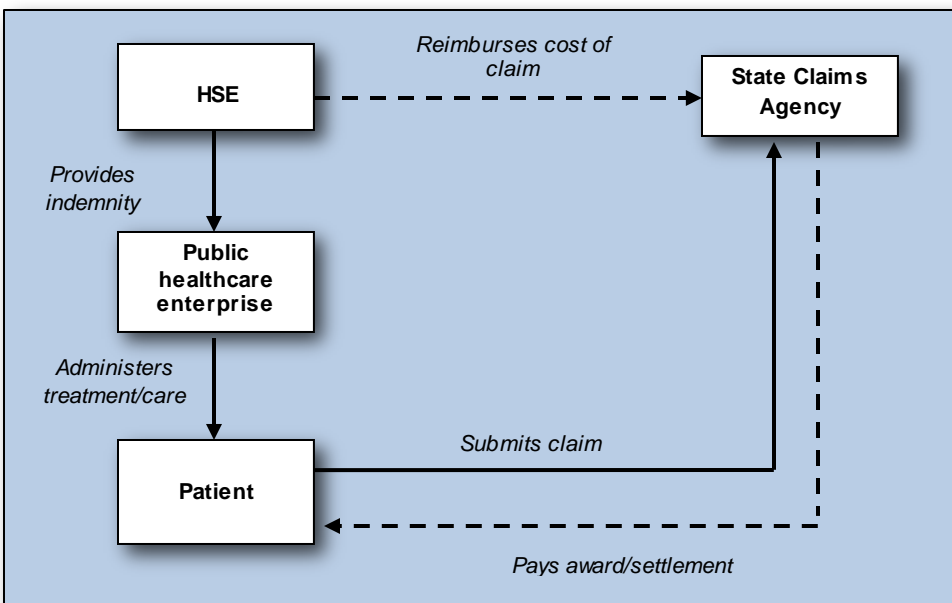 Reimburses cost of
claim
HSE
State Claims
Agency
Provides
indemnity
Public
healthcare
enterprise
Administers
treatment/care
Submits claim
Patient
Pays award/settlement